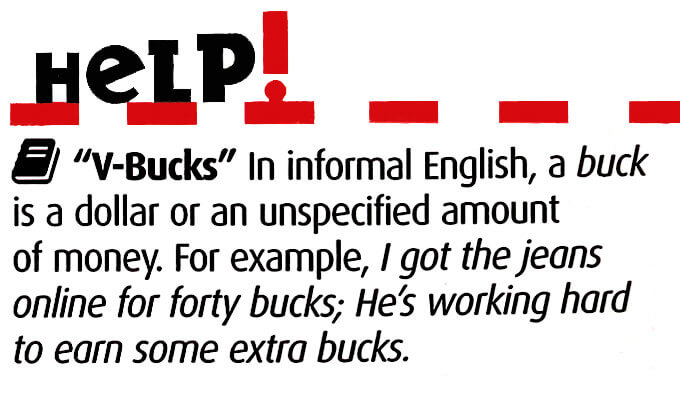 HeLP!
“V-Bucks” In informal English, a buck
is a dollar or an unspecified amount
of money. For example, I got the jeans
online for forty bucks; He’s working hard
to earn some extra bucks.